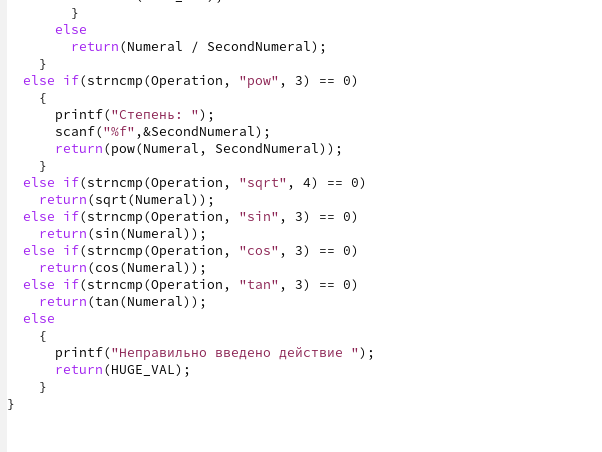 }
else
return(Numeral / SecondNumeral);
}
else if(strncmp(Operation, "pow", 3) == 0)
{
printf("Степень: ");
scanf("%f",&SecondNumeral);
return(pow(Numeral, SecondNumeral));
}
else if(strncmp(Operation, "sqrt", 4) == 0)
return(sqrt(Numeral));
else if(strncmp(Operation, "sin", 3) == 0)
return(sin(Numeral));
else if(strncmp(Operation, "cos", 3) == 0)
return(cos(Numeral));
else if(strncmp(Operation, "tan", 3) == 0)
return(tan(Numeral));
else
{
printf("Неправильно введено действие ");
return(HUGE_VAL);
}
}